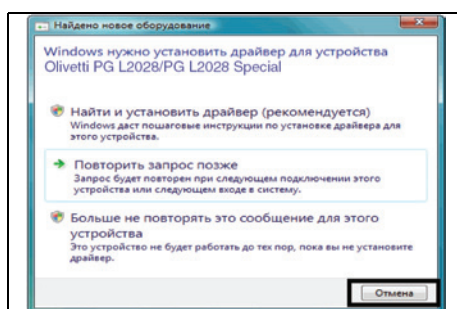 Найдено новое оборудование
Windows нужно установить драйвер для устройства
Olivetti PG L2028/PG L2028 Special
Найти и установить драйвер (рекомендуется)
Windows даст пошаговые инструкции по установке драйвера для
этого устройства.
Повторить запрос позже
Запрос будет повторен при следующем подключении этого
устройства или следующем входе в систему.
Больше не повторять это сообщение для этого
устройства
Это устройство не будет работать до тех пор, пока вы не установите
драйвер.
Отмена